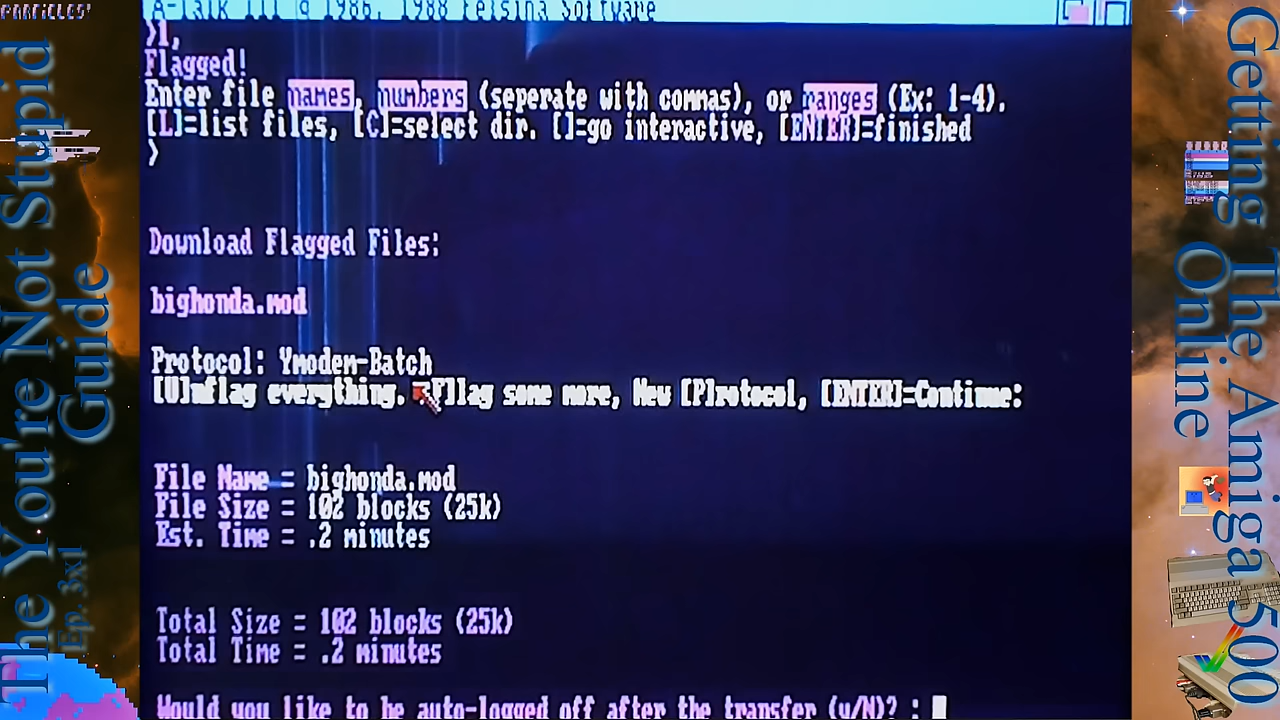 A-Talk III @ 1986, 1988 Felsina Software
)1,
Flagged!
Enter file names, numbers (seperate with commas), or ranges (Ex: 1-4).
[L]=list files, [C]=select dir. []=go interactive, [ENTER]=finished
)
Download Flagged Files:
bighonda.mod
Protocol: Ymodem-Batch
[U]nflag everything. [F]lag some more, New [P]rotocol, [ENTER]=Continue:
File Name = bighonda.mod
File Size = 102 blocks (25k)
Est. Time = .2 minutes
Total Size = 102 blocks (25k)
Total Time = .2 minutes
Would you like to be auto-logged off after the transfer (y/N)? :
The You're Not Stupid
Guide
Ep. 3x1
Getting The Amiga 500
Online